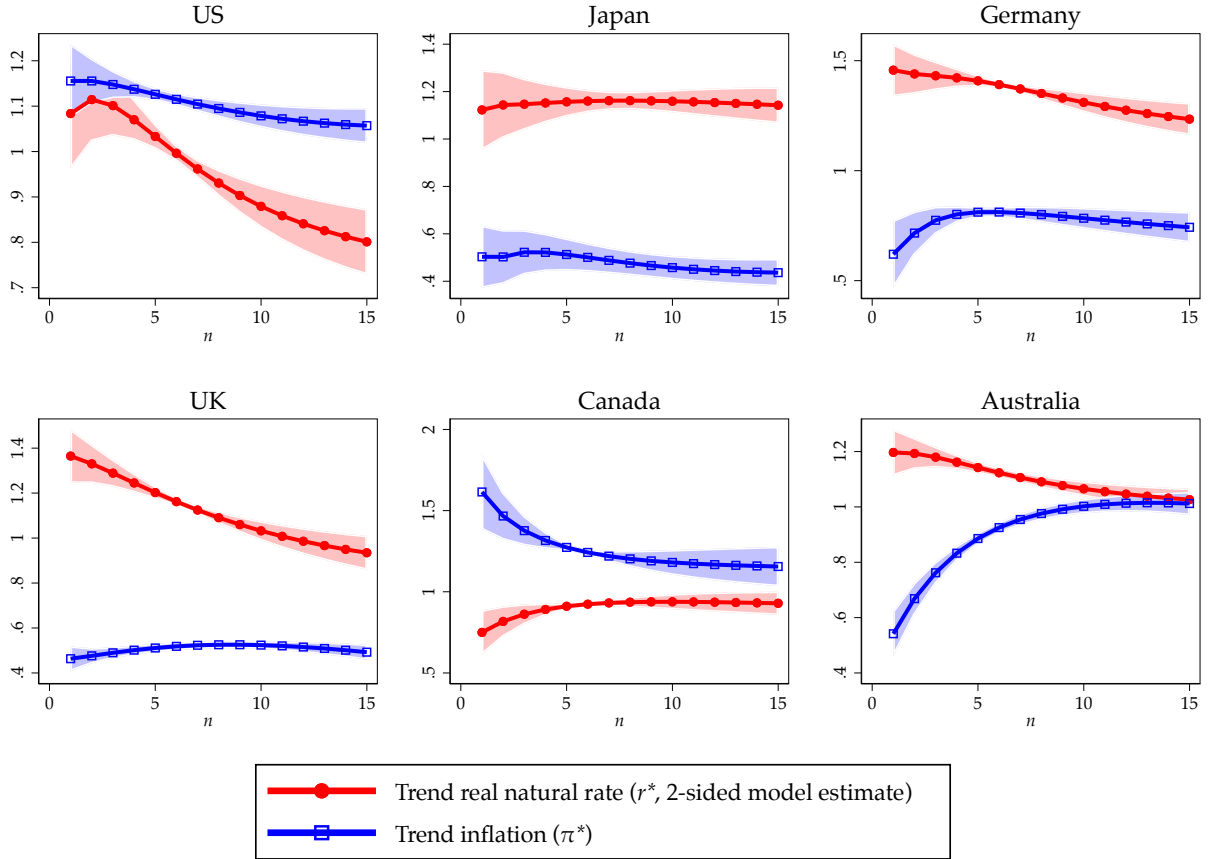 US
Japan
Germany
.7 .8 .9 1 1.1 1.2
.4 .6 .8 1 1.2 1.4
.5 1 1.5
0 5 10 15
0 5 10 15
0 5 10 15
n
n
n
UK
Canada
Australia
.4 .6 .8 1 1.2 1.4
.5 1 1.5 2
.4 .6 .8 1 1.2
0 5 10 15
0 5 10 15
0 5 10 15
n
n
n
Trend real natural rate (r*, 2-sided model estimate)
Trend inflation (π*)